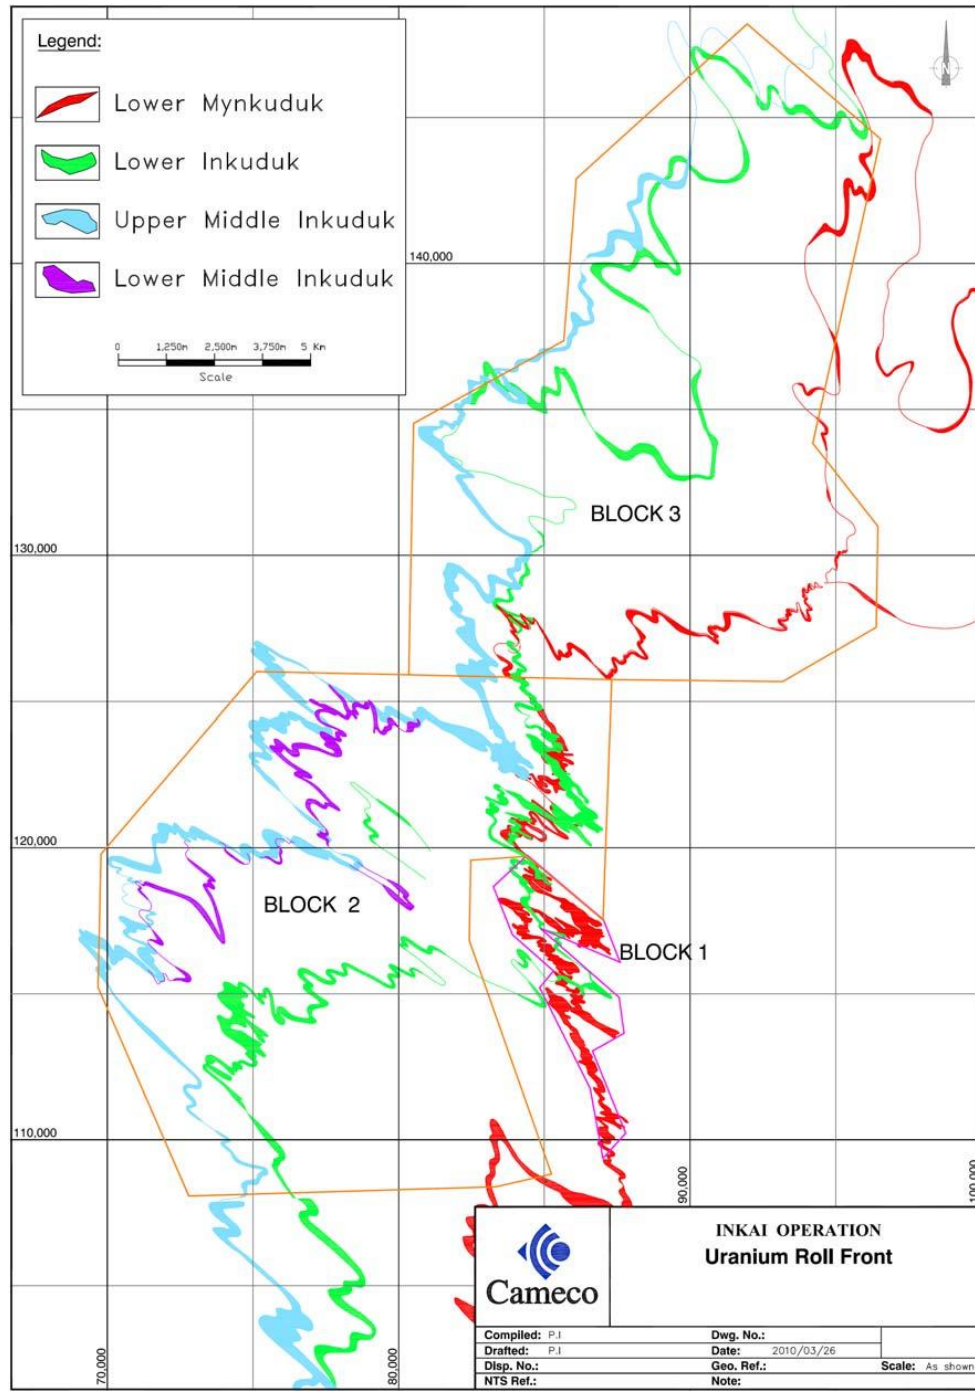 Legend:
Lower Mynkuduk
Lower Inkuduk
Upper Middle Inkuduk
Lower Middle Inkuduk
0 1,250m 2,500m 3,750m 5 Km
Scale
N
140,000
BLOCK 3
130,000
120,000
BLOCK 2
BLOCK 1
110,000
70,000
80,000
90,000
100,000
Cameco
INKAI OPERATION
Uranium Roll Front
Compiled: P.I
Dwg. No.:
Drafted: P.I
Date: 2010/03/26
Disp. No.:
Geo. Ref.:
Scale: As shown
NTS Ref.:
Note: